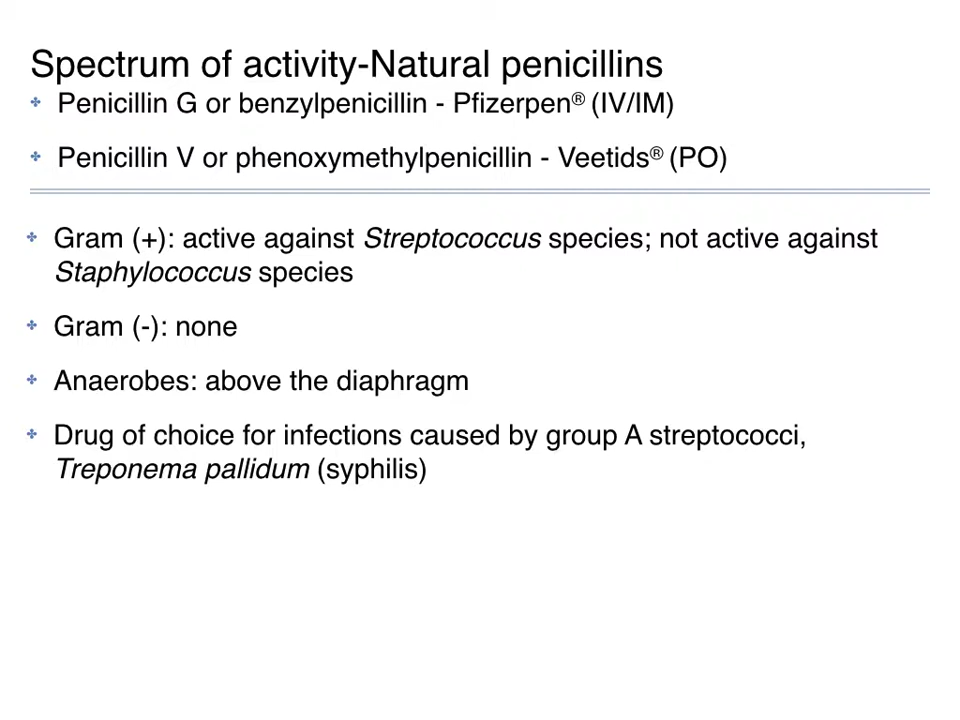 Spectrum of activity-Natural penicillins
Penicillin G or benzylpenicillin - Pfizerpen® (IV/IM)
Penicillin V or phenoxymethylpenicillin - Veetids® (PO)
Gram (+): active against Streptococcus species; not active against
Staphylococcus species
Gram (-): none
Anaerobes: above the diaphragm
Drug of choice for infections caused by group A streptococci,
Treponema pallidum (syphilis)